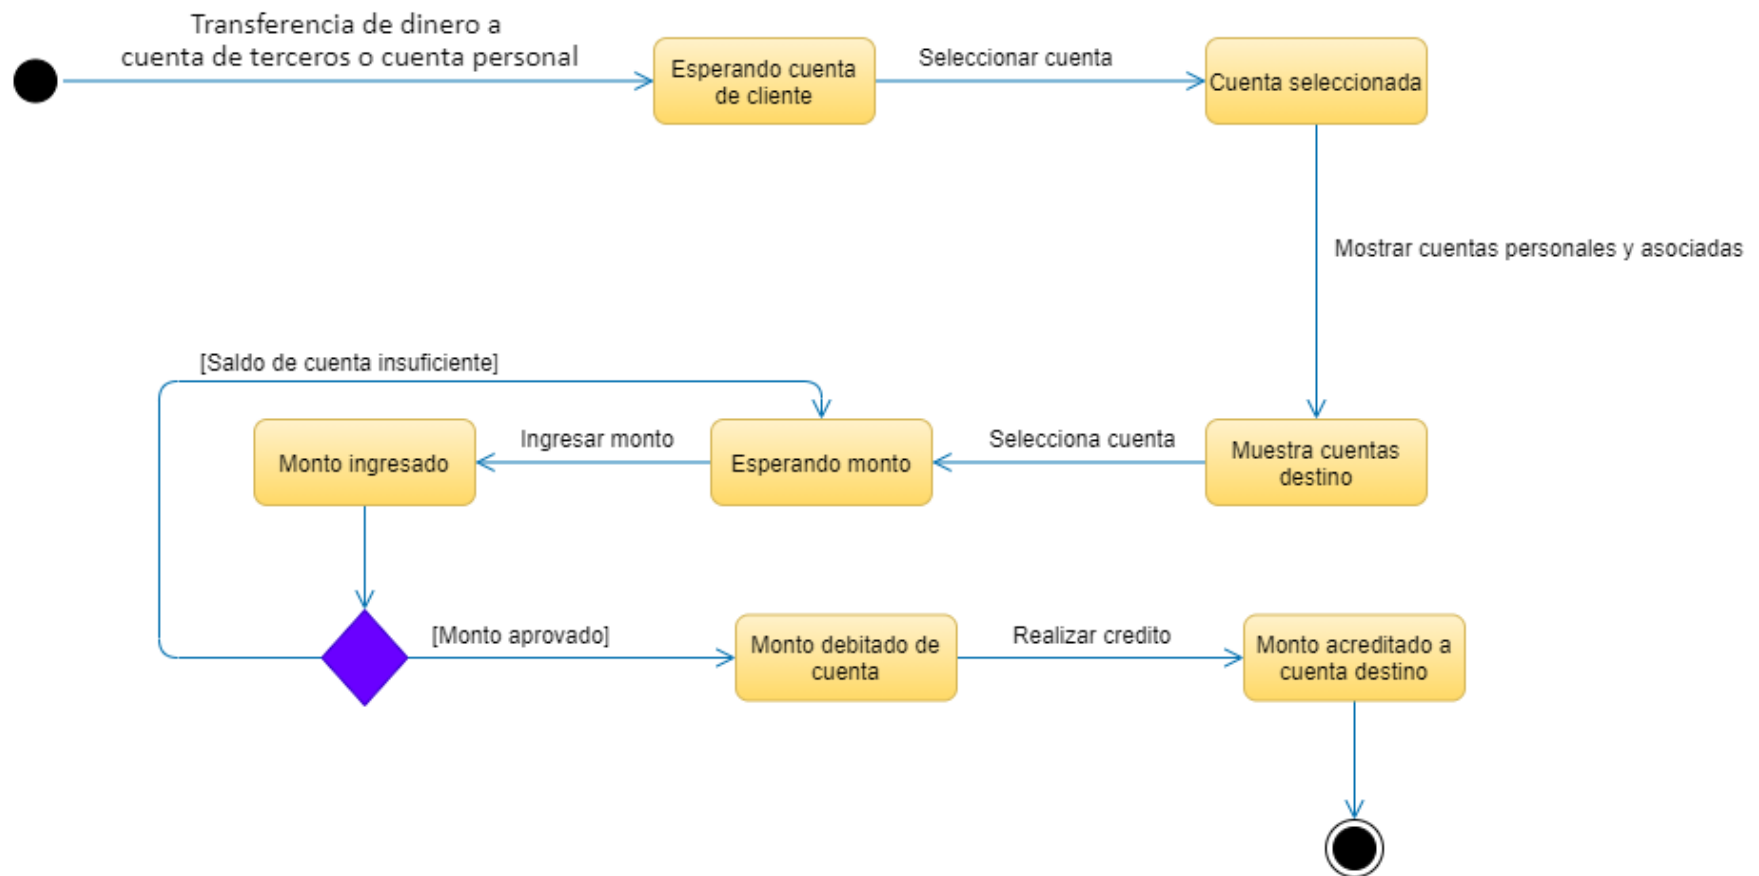 Transferencia de dinero a
cuenta de terceros o cuenta personal
Esperando cuenta
de cliente
Seleccionar cuenta
Cuenta seleccionada
Mostrar cuentas personales y asociadas
[Saldo de cuenta insuficiente]
Monto ingresado
Ingresar monto
Esperando monto
Selecciona cuenta
Muestra cuentas
destino
[Monto aprovado]
Monto debitado de
cuenta
Realizar credito
Monto acreditado a
cuenta destino